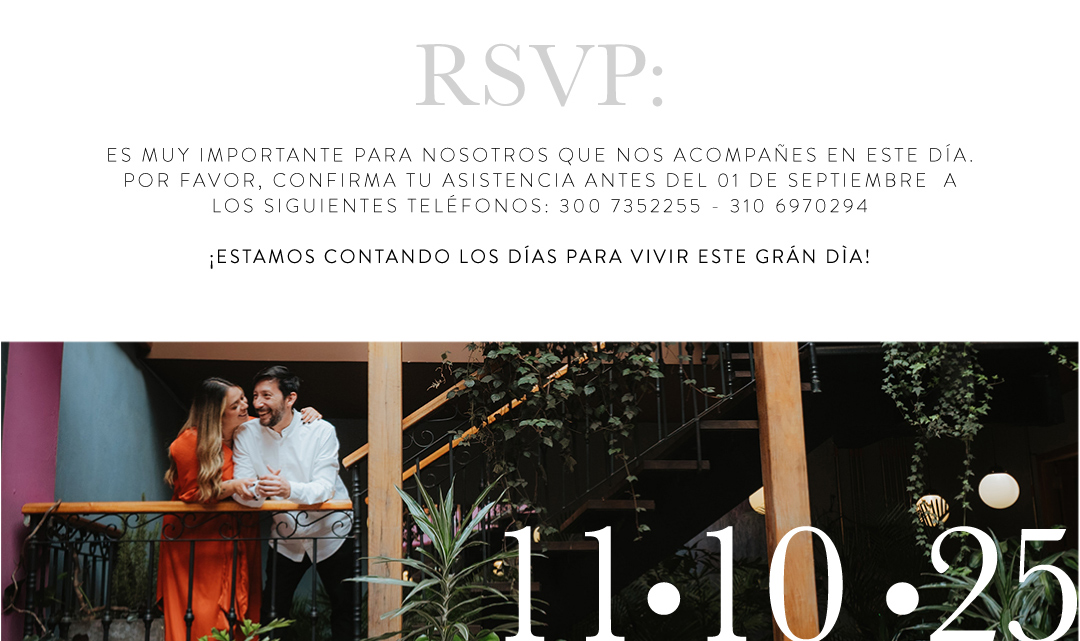 RSVP:
ES MUY IMPORTANTE PARA NOSOTROS QUE NOS ACOMPAÑES EN ESTE DÍA.
POR FAVOR, CONFIRMA TU ASISTENCIA ANTES DEL 01 DE SEPTIEMBRE A
LOS SIGUIENTES TELÉFONOS: 300 7352255 - 310 6970294
¡ESTAMOS CONTANDO LOS DÍAS PARA VIVIR ESTE GRÁN DÌA!
11•10•25